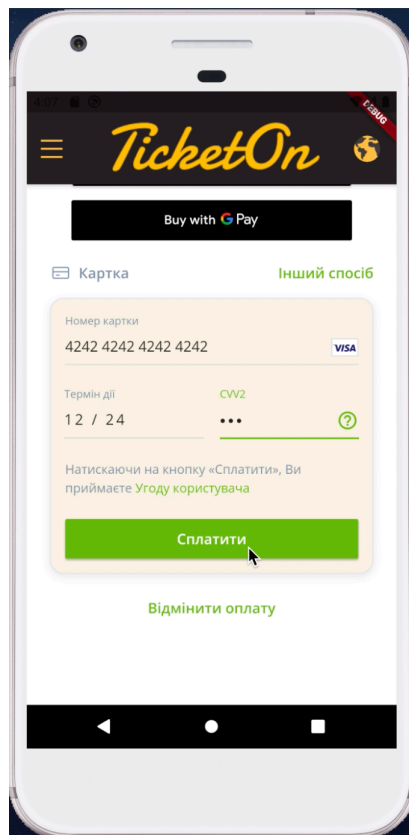 4:07
DEBUG
TicketOn
Buy with G Pay
Картка
Інший спосіб
Номер картки
4242 4242 4242 4242
VISA
Термін дії
CVV2
12 / 24
•••
?
Натискаючи на кнопку «Сплатити», Ви
приймаєте Угоду користувача
Сплатити
Відмінити оплату